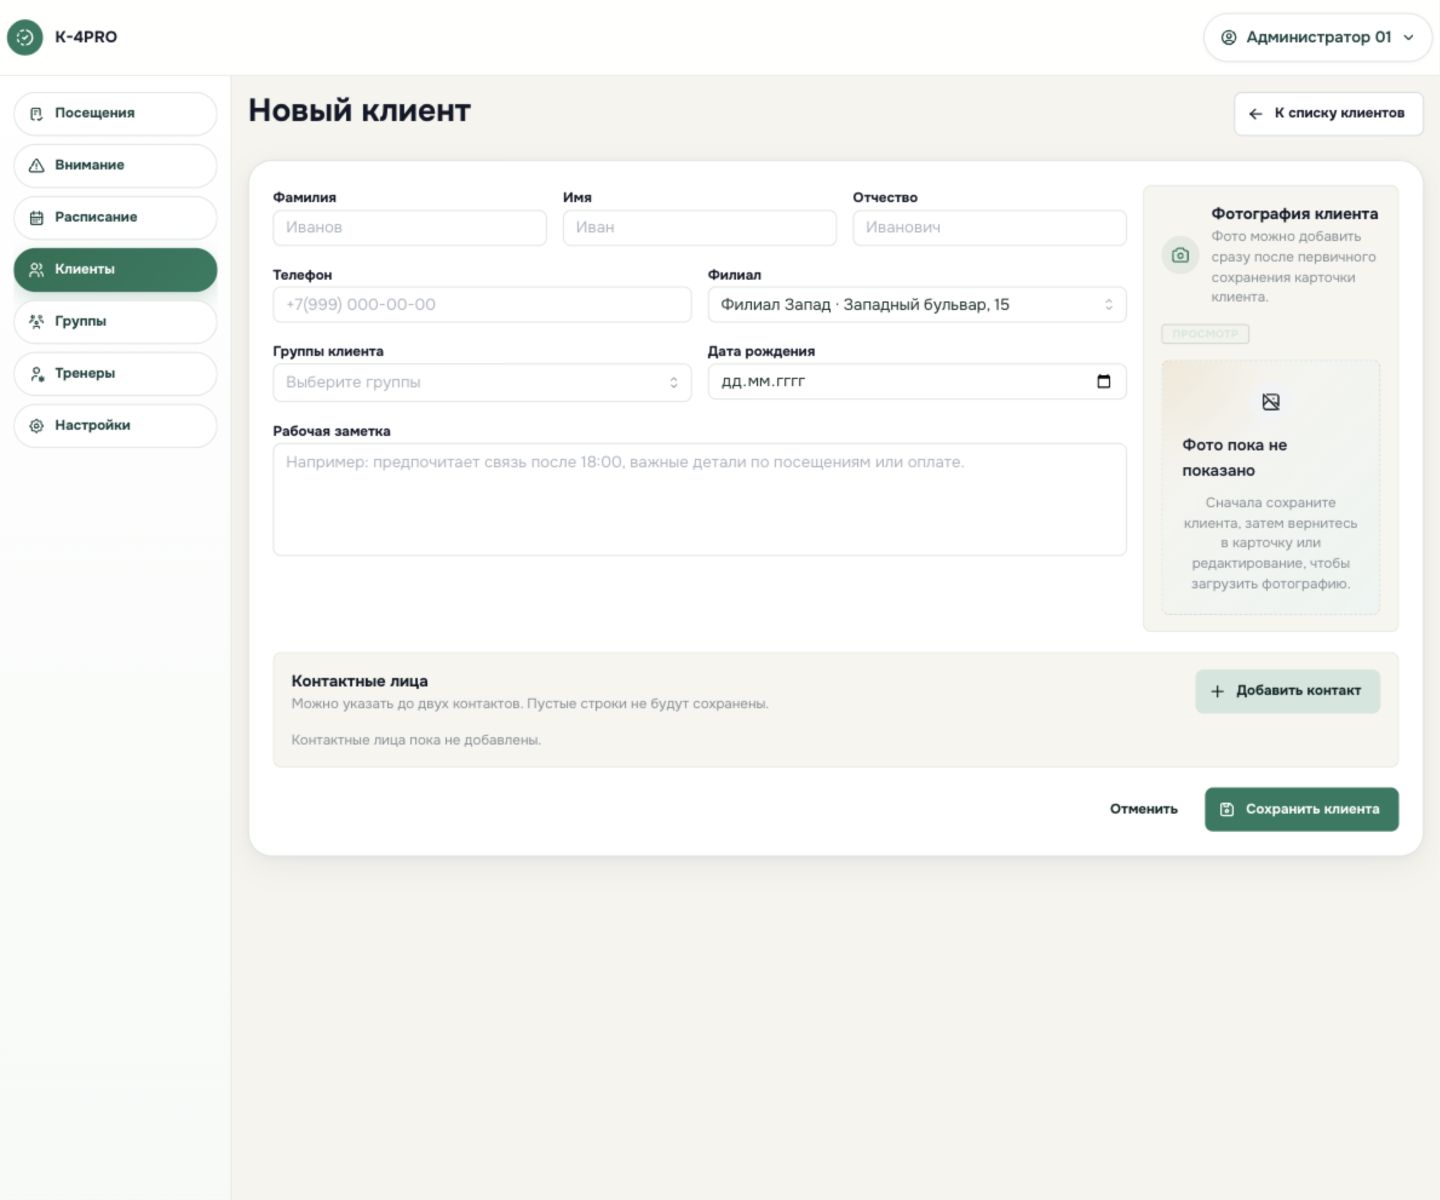 K-4PRO
Администратор 01
Посещения
Внимание
Расписание
Клиенты
Группы
Тренеры
Настройки
Новый клиент
К списку клиентов
Фамилия
Иванов
Имя
Иван
Отчество
Иванович
Телефон
+7(999) 000-00-00
Филиал
Филиал Запад · Западный бульвар, 15
Группы клиента
Выберите группы
Дата рождения
дд.мм.гггг
Рабочая заметка
Например: предпочитает связь после 18:00, важные детали по посещениям или оплате.
Фотография клиента
Фото можно добавить
сразу после первичного
сохранения карточки
клиента.
ПРОСМОТР
Фото пока не
показано
Сначала сохраните
клиента, затем вернитесь
в карточку или
редактирование, чтобы
загрузить фотографию.
Контактные лица
Можно указать до двух контактов. Пустые строки не будут сохранены.
Добавить контакт
Контактные лица пока не добавлены.
Отменить
Сохранить клиента